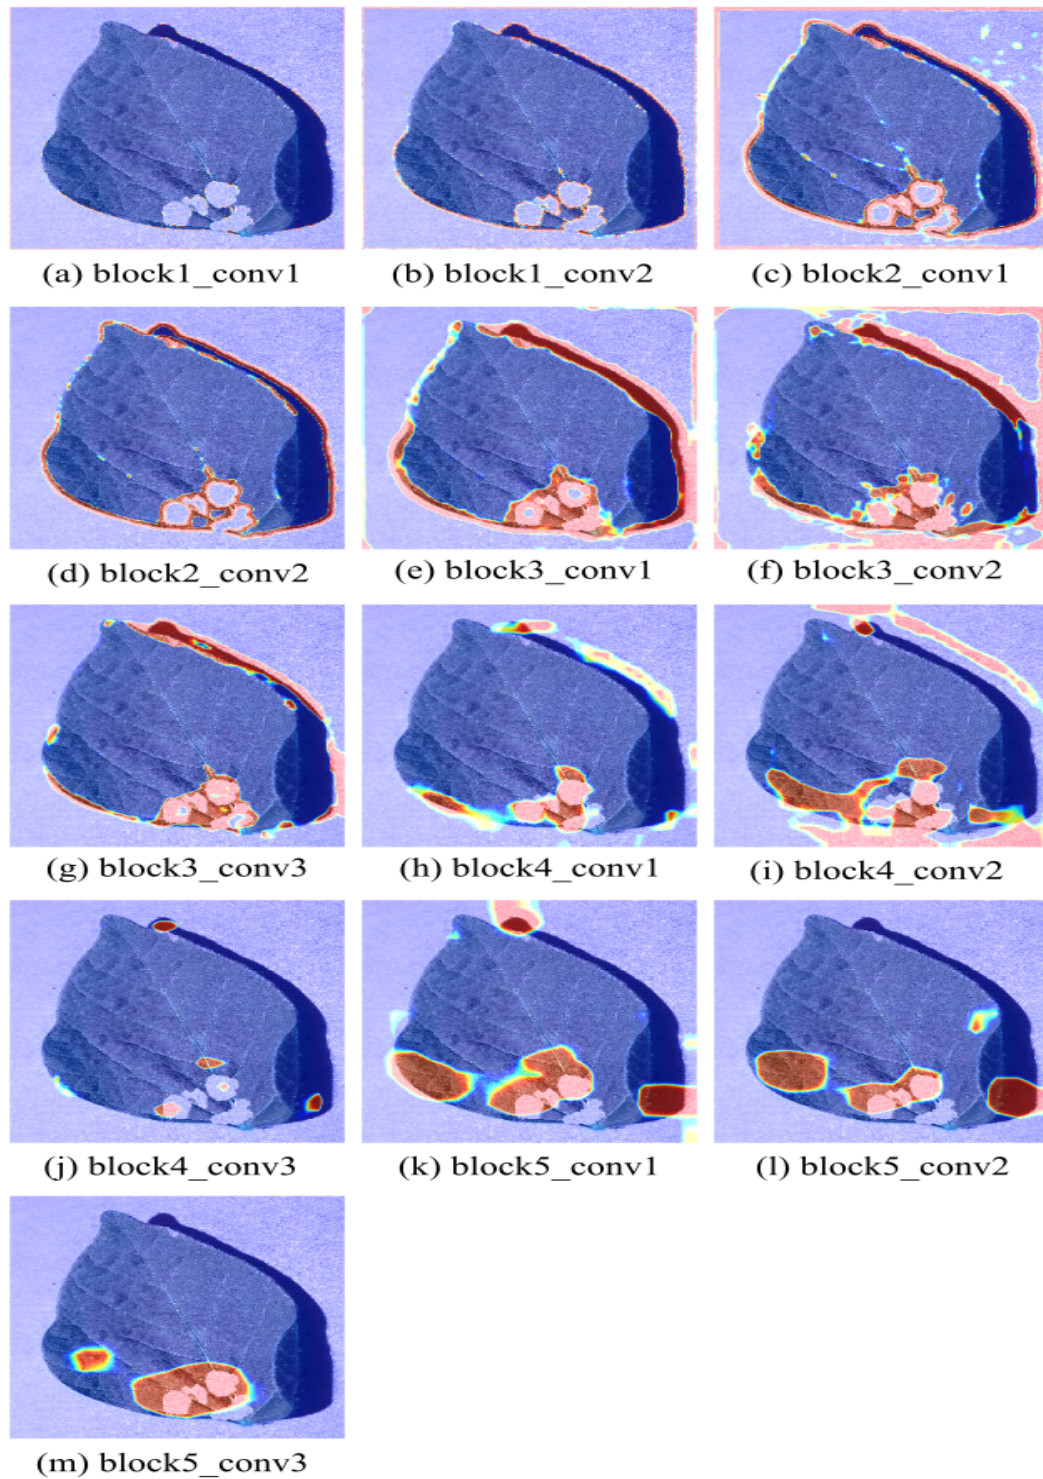 (a) block1_conv1
(b) block1_conv2
(c) block2_conv1
(d) block2_conv2
(e) block3_conv1
(f) block3_conv2
(g) block3_conv3
(h) block4_conv1
(i) block4_conv2
(j) block4_conv3
(k) block5_conv1
(l) block5_conv2
(m) block5_conv3